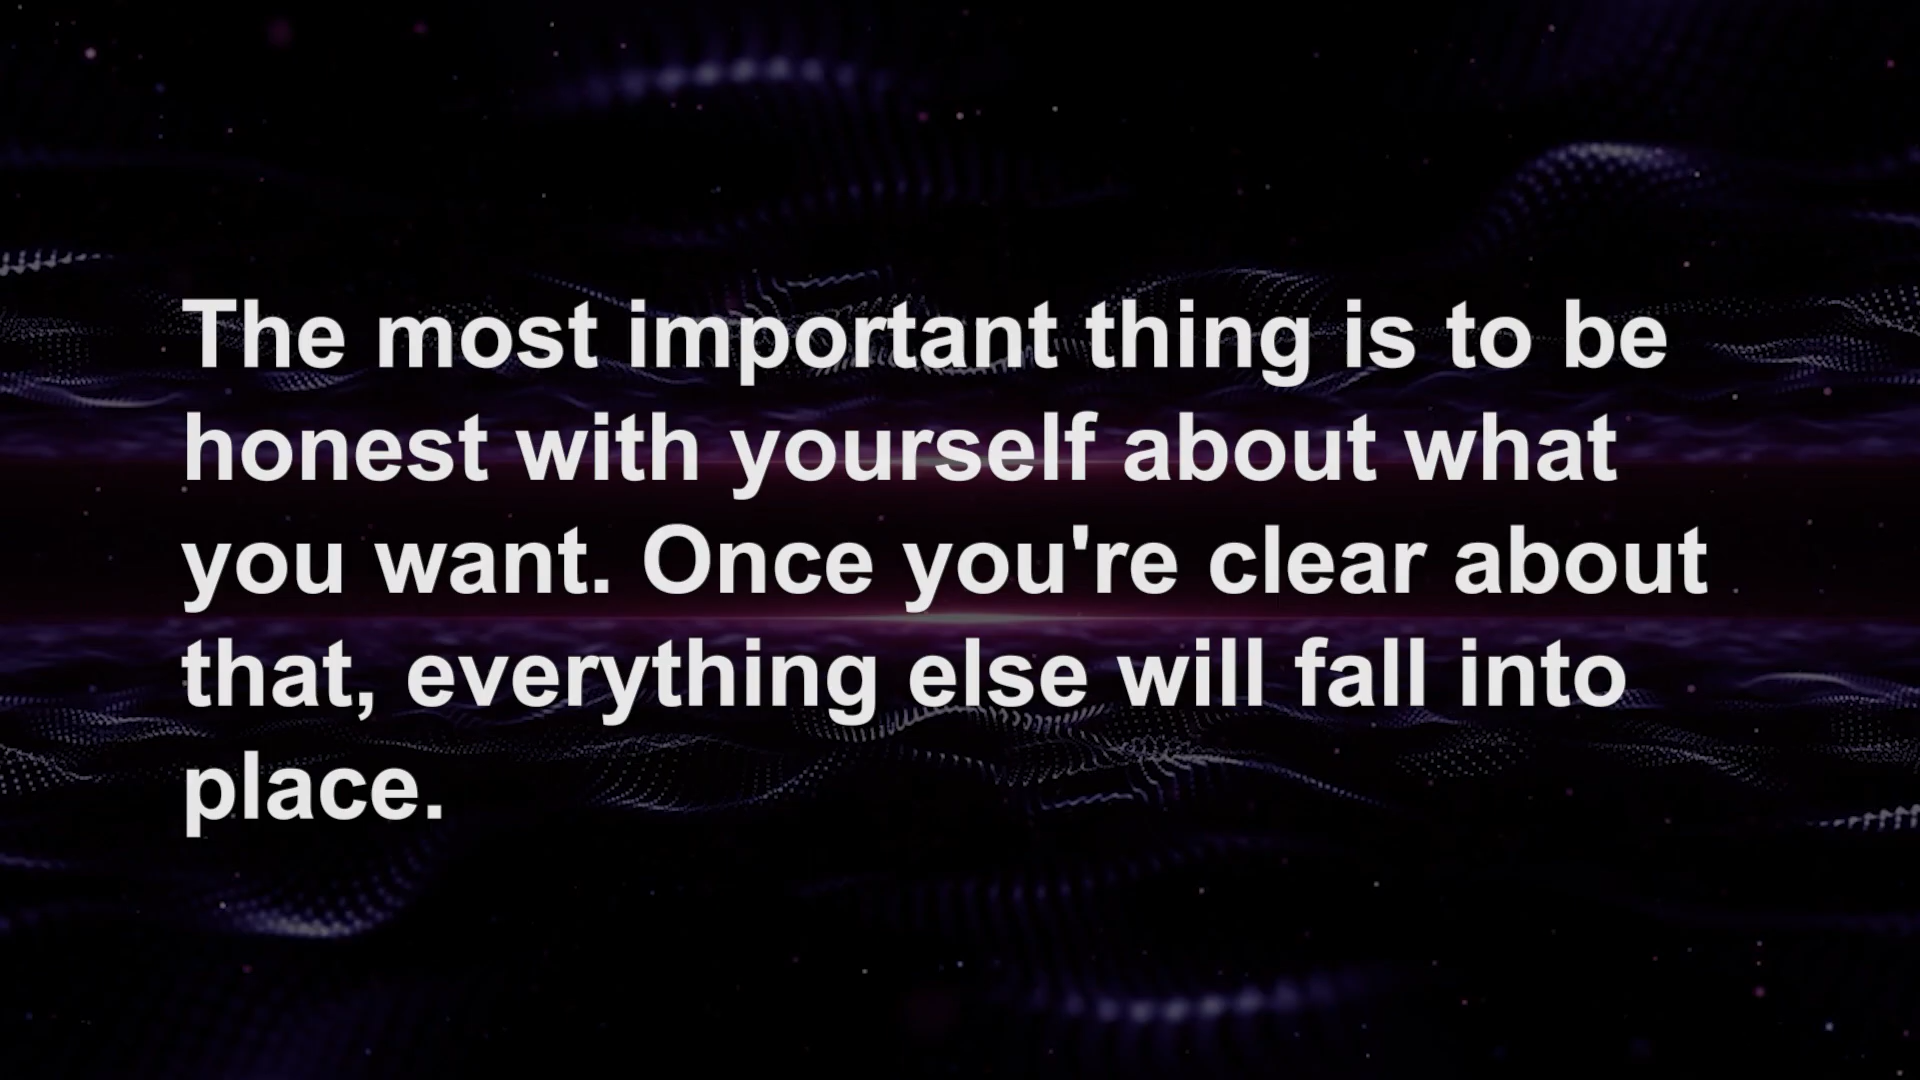 The most important thing is to be
honest with yourself about what
you want. Once you're clear about
that, everything else will fall into
place.